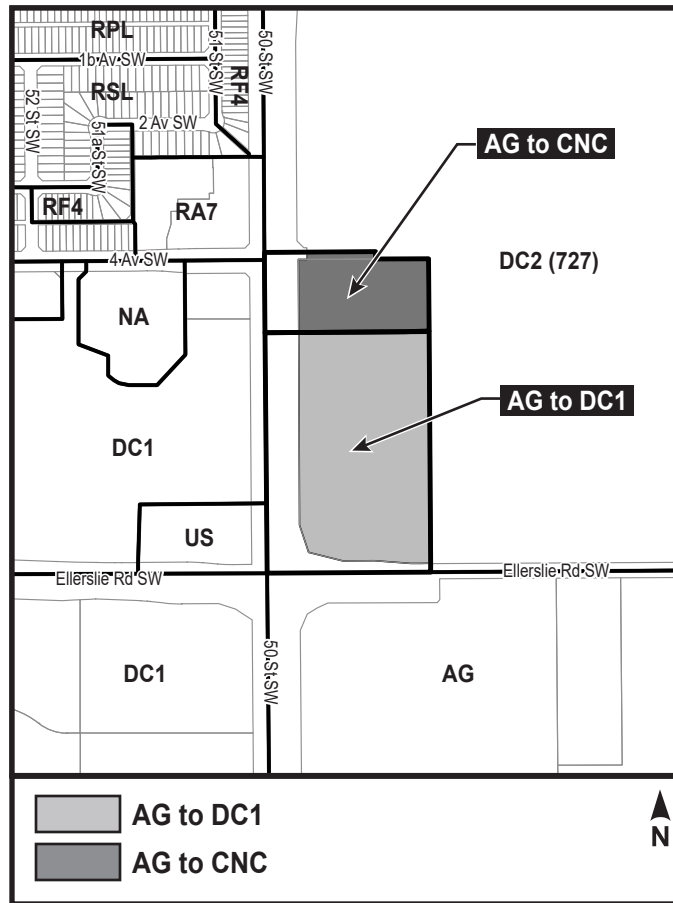 RPL
1b Av SW
RSL
52 St SW
51a St SW
2 Av SW
51 St SW
RF4
50 St SW
AG to CNC
RF4
RA7
4 Av SW
DC2 (727)
NA
AG to DC1
DC1
US
Ellerslie Rd SW
Ellerslie Rd SW
DC1
50 St SW
AG
AG to DC1
AG to CNC
N